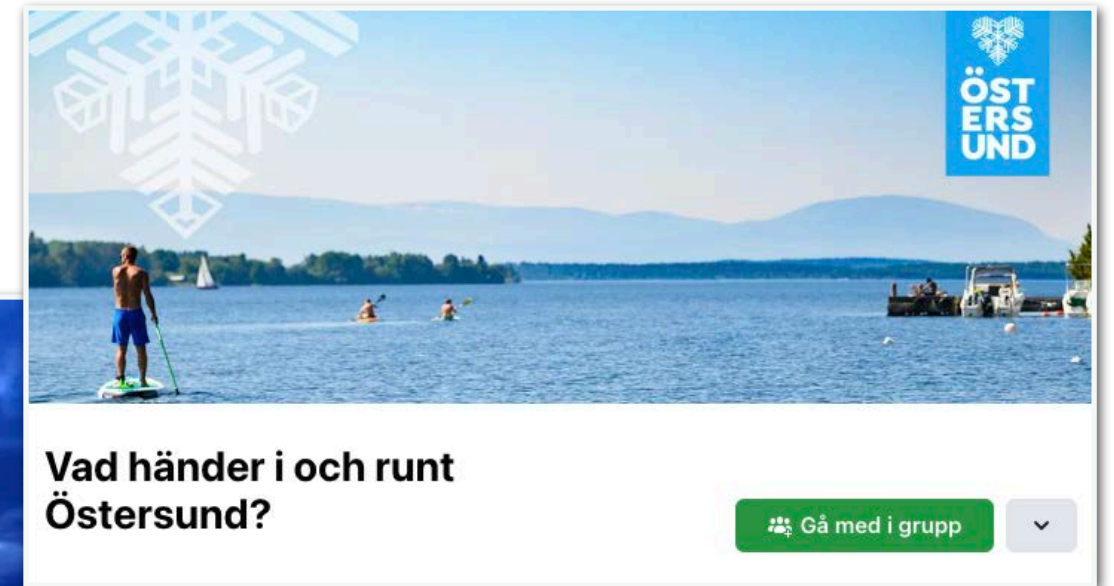 ÖST
ERS
UND
Vad händer i och runt
Östersund?
Gå med i grupp